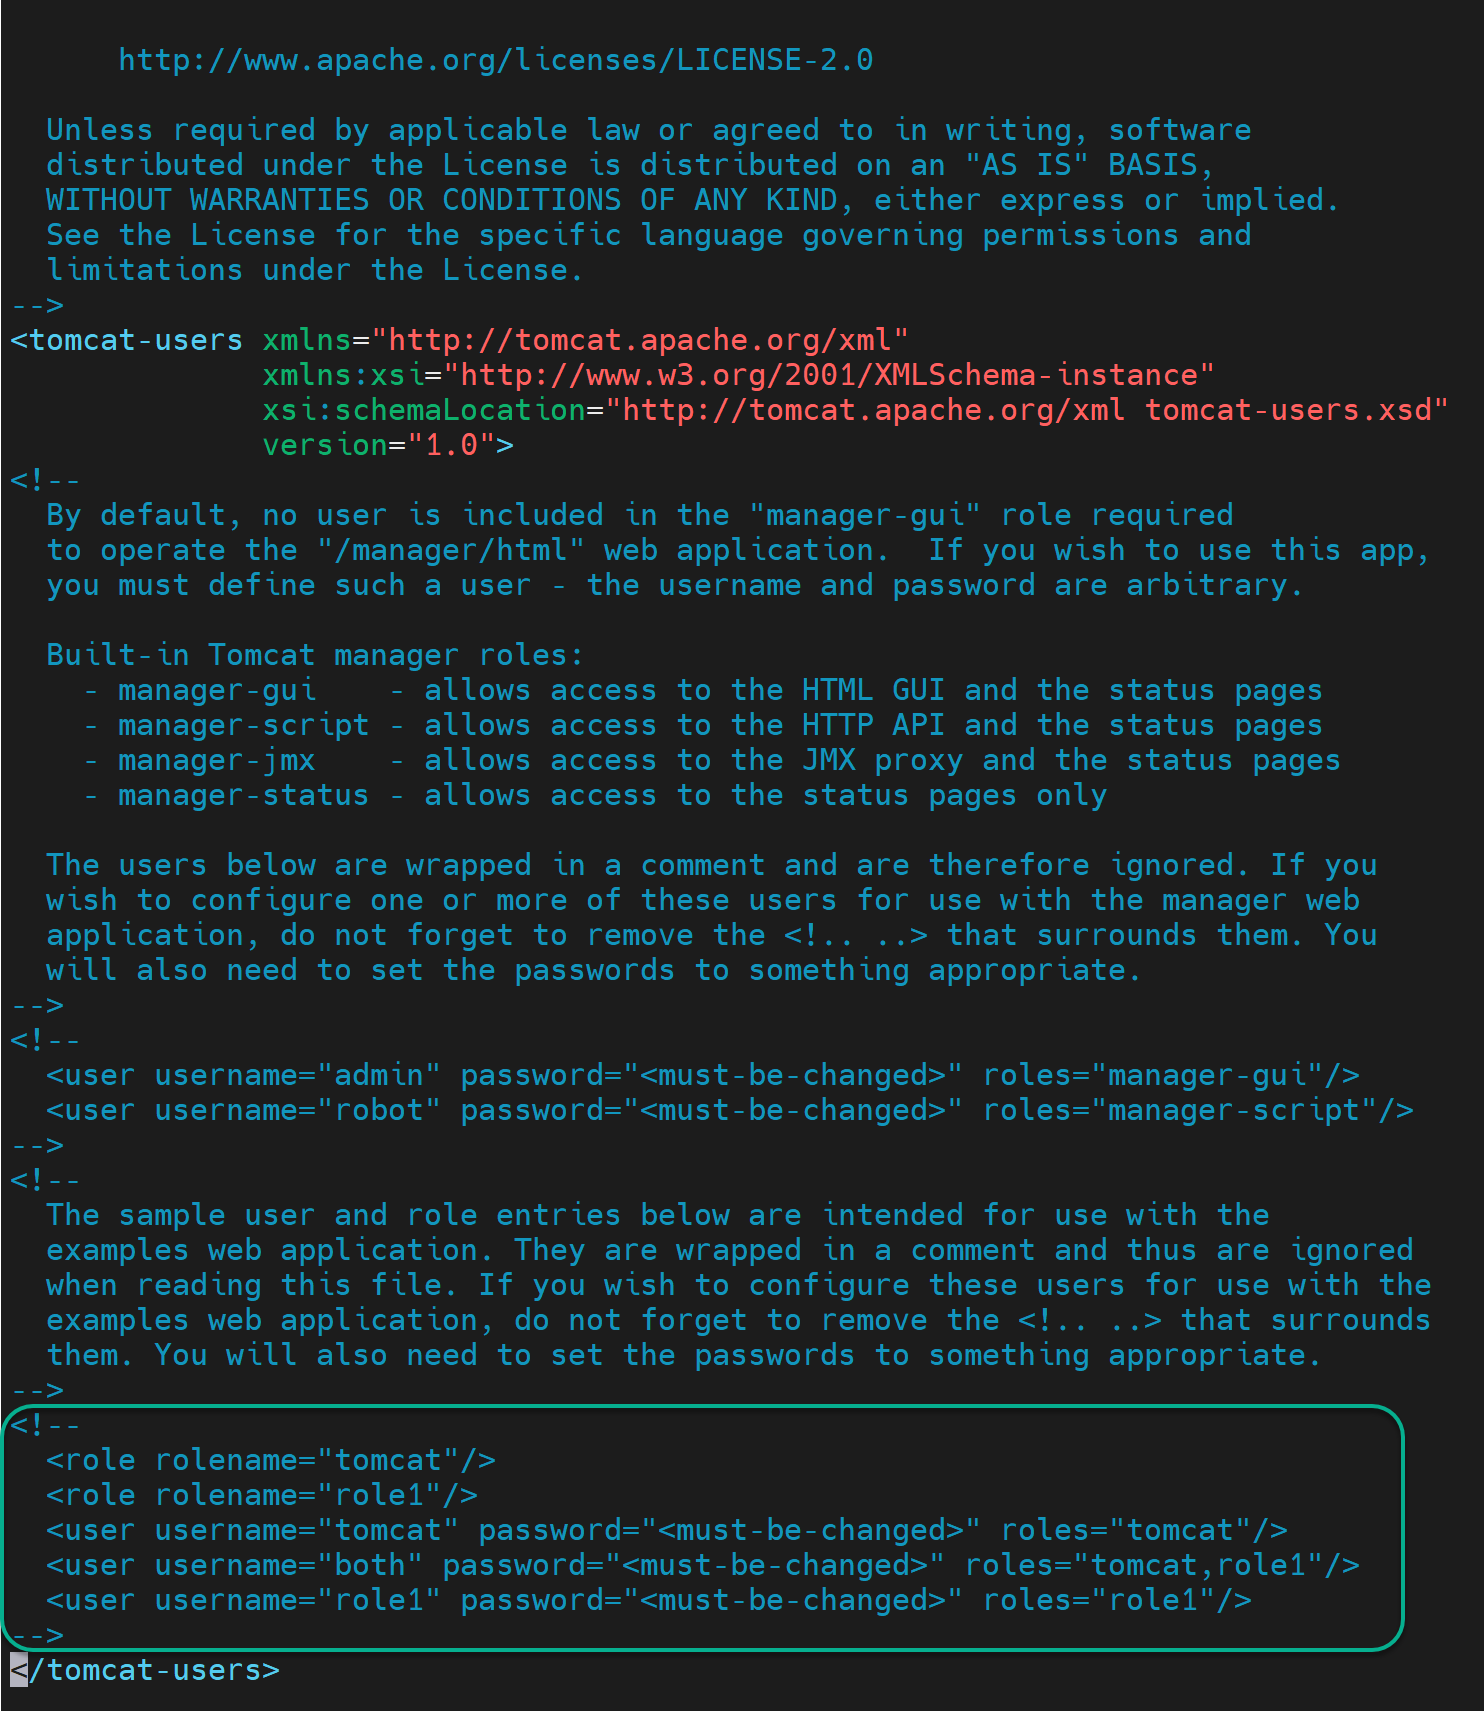 http://www.apache.org/licenses/LICENSE-2.0
Unless required by applicable law or agreed to in writing, software
distributed under the License is distributed on an "AS IS" BASIS,
WITHOUT WARRANTIES OR CONDITIONS OF ANY KIND, either express or implied.
See the License for the specific language governing permissions and
limitations under the License.
-->
<tomcat-users xmlns="http://tomcat.apache.org/xml"
xmlns:xsi="http://www.w3.org/2001/XMLSchema-instance"
xsi:schemaLocation="http://tomcat.apache.org/xml tomcat-users.xsd"
version="1.0">
<!--
By default, no user is included in the "manager-gui" role required
to operate the "/manager/html" web application.  If you wish to use this app,
you must define such a user - the username and password are arbitrary.
Built-in Tomcat manager roles:
- manager-gui    - allows access to the HTML GUI and the status pages
- manager-script - allows access to the HTTP API and the status pages
- manager-jmx    - allows access to the JMX proxy and the status pages
- manager-status - allows access to the status pages only
The users below are wrapped in a comment and are therefore ignored. If you
wish to configure one or more of these users for use with the manager web
application, do not forget to remove the <!.. ..> that surrounds them. You
will also need to set the passwords to something appropriate.
-->
<!--
<user username="admin" password="<must-be-changed>" roles="manager-gui"/>
<user username="robot" password="<must-be-changed>" roles="manager-script"/>
-->
<!--
The sample user and role entries below are intended for use with the
examples web application. They are wrapped in a comment and thus are ignored
when reading this file. If you wish to configure these users for use with the
examples web application, do not forget to remove the <!.. ..> that surrounds
them. You will also need to set the passwords to something appropriate.
-->
<!--
<role rolename="tomcat"/>
<role rolename="role1"/>
<user username="tomcat" password="<must-be-changed>" roles="tomcat"/>
<user username="both" password="<must-be-changed>" roles="tomcat,role1"/>
<user username="role1" password="<must-be-changed>" roles="role1"/>
-->
</tomcat-users>